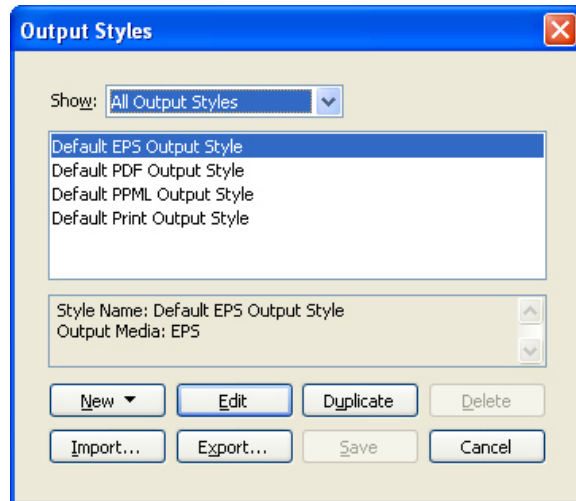 Output Styles
Show: All Output Styles
Default EPS Output Style
Default PDF Output Style
Default PPML Output Style
Default Print Output Style
Style Name: Default EPS Output Style
Output Media: EPS
New Edit Duplicate Delete
Import... Export... Save Cancel